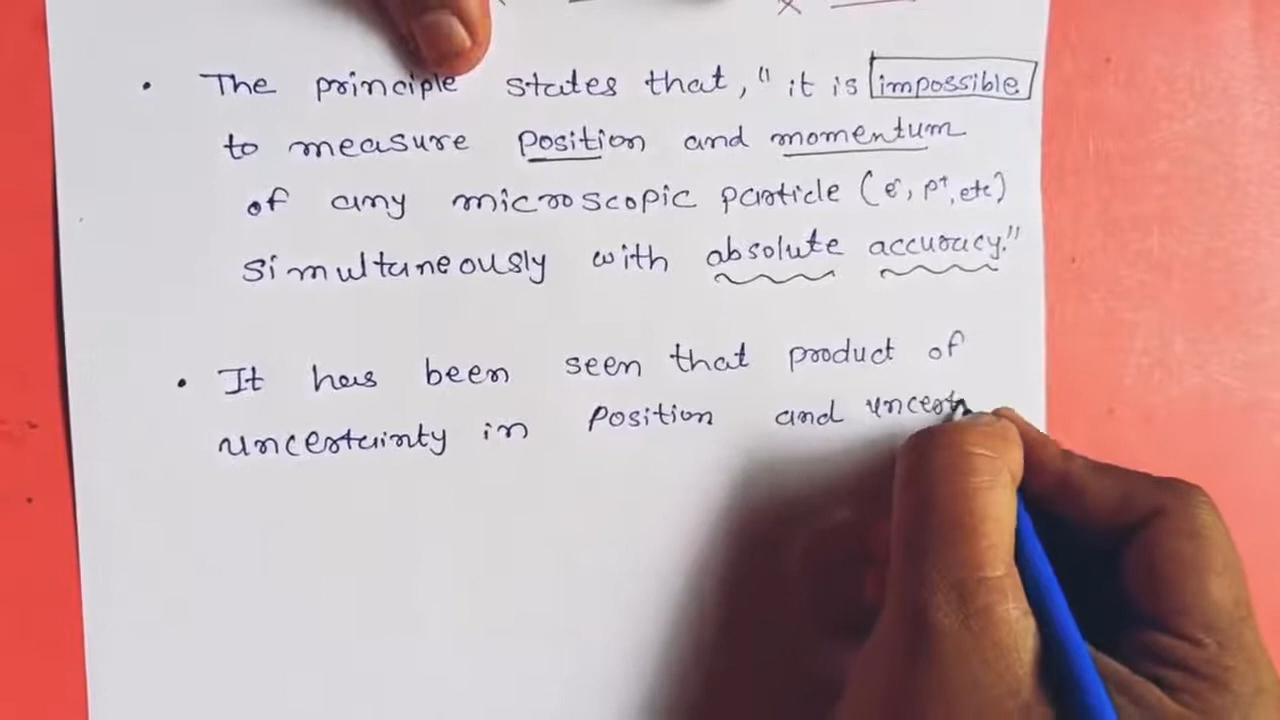 • The principle states that, " it is impossible
to measure position and momentum
of any microscopic particle (e⁻, p⁺, etc)
simultaneously with absolute accuracy."
• It has been seen that product of
uncertainty in position and uncert